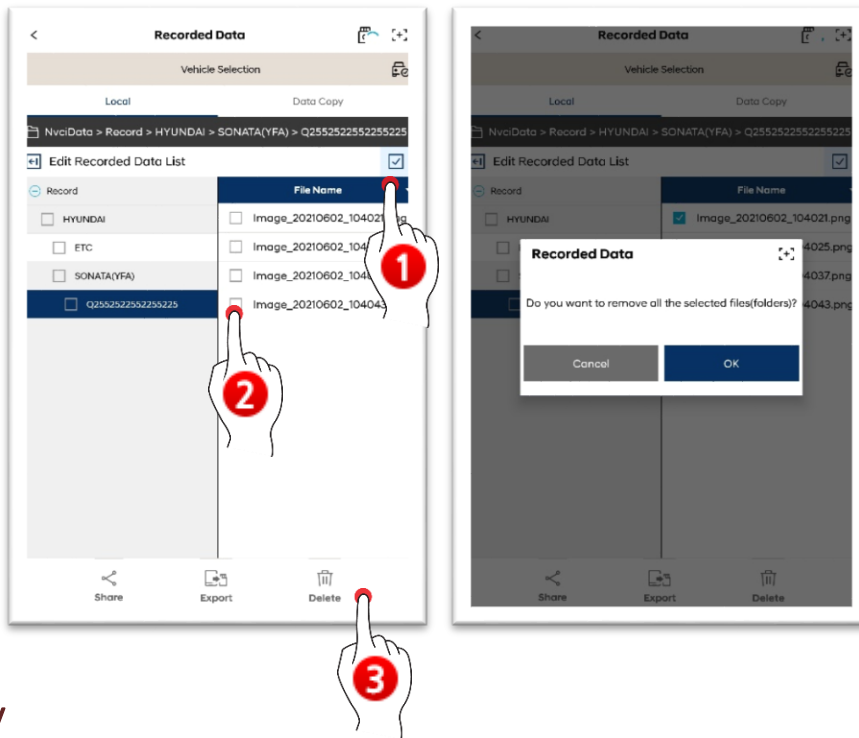 Recorded Data
Vehicle Selection
Local Data Copy
NvciData > Record > HYUNDAI > SONATA(YFA) > Q2552522552255225
Edit Recorded Data List
Record File Name
HYUNDAI Image_20210602_104021.png
ETC Image_20210602_104
SONATA(YFA) Image_20210602_104
Q2552522552255225 Image_20210602_104043
Share Export Delete
1
2
3
Recorded Data
Vehicle Selection
Local Data Copy
NvciData > Record > HYUNDAI > SONATA(YFA) > Q2552522552255225
Edit Recorded Data List
Record File Name
HYUNDAI Image_20210602_104021.png
4025.png
4037.png
4043.png
Recorded Data
Do you want to remove all the selected files(folders)?
Cancel OK
Share Export Delete